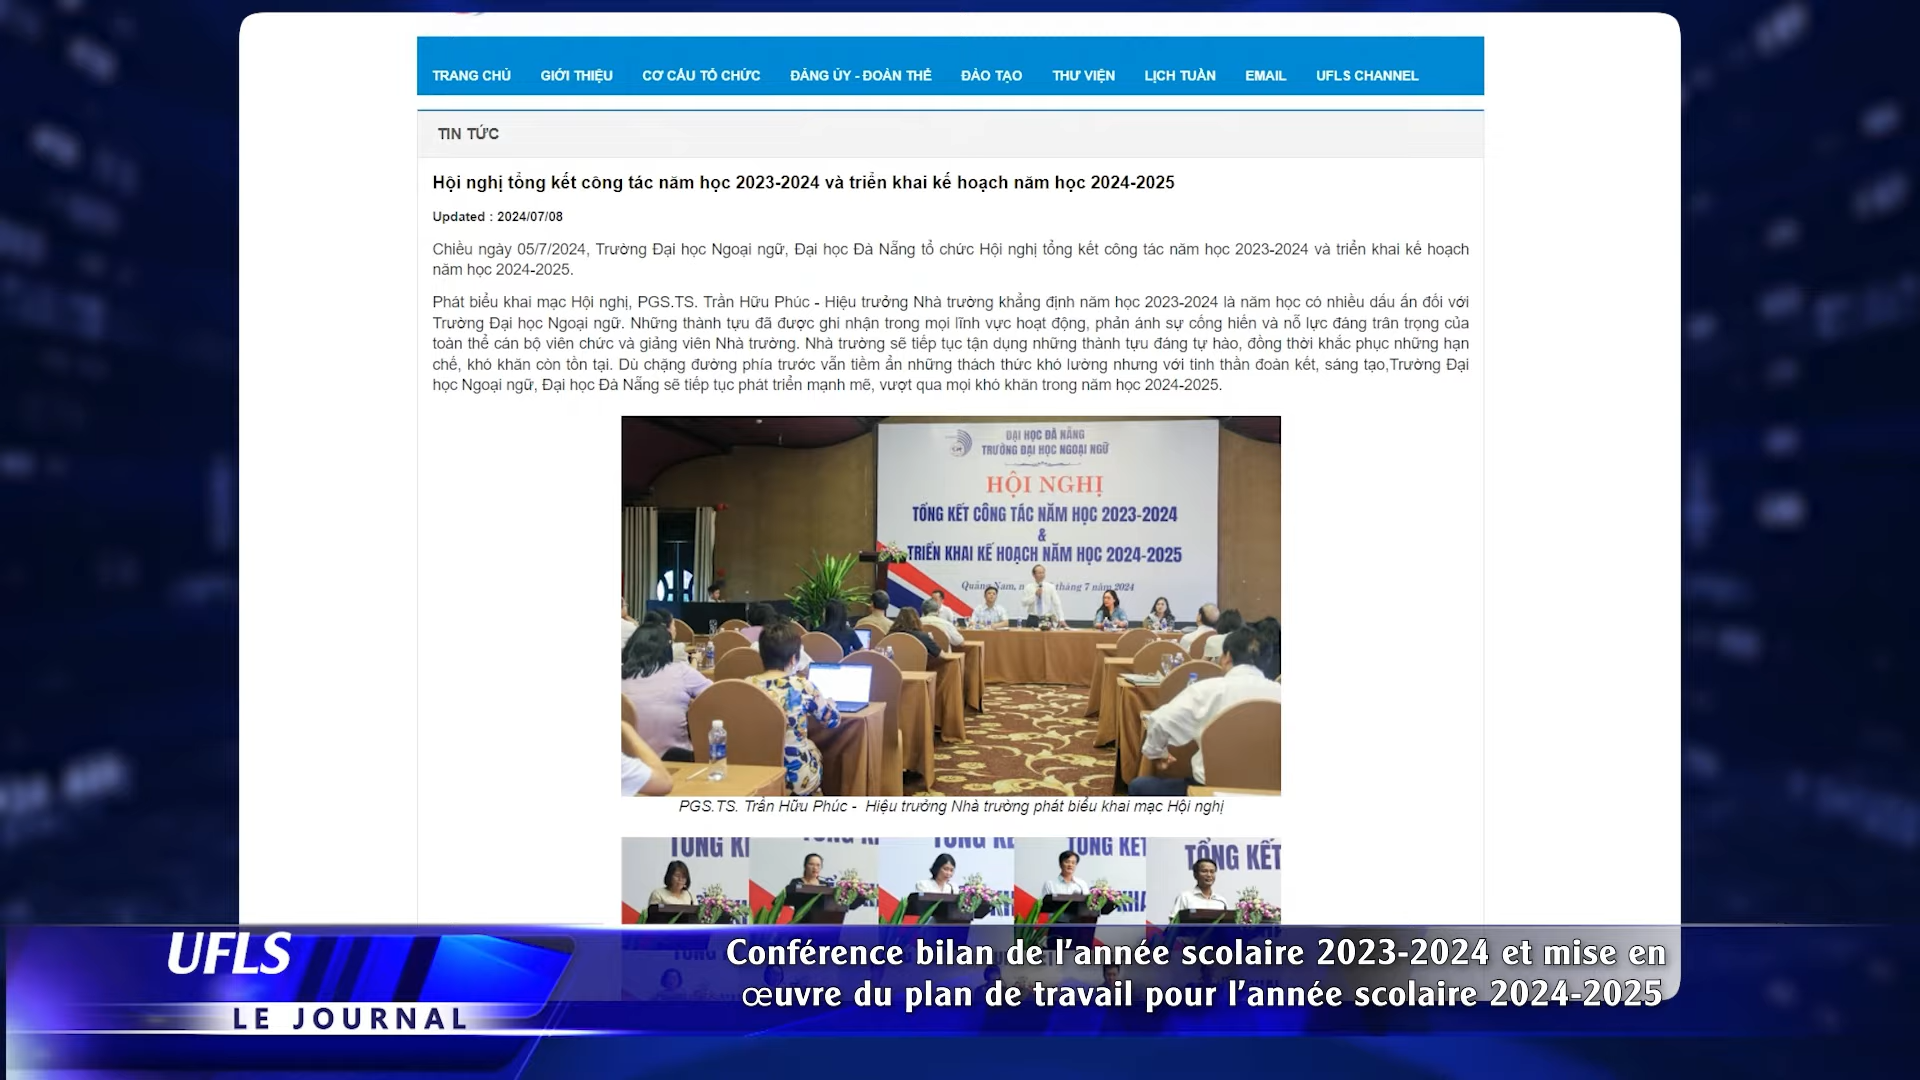 TRANG CHỦ GIỚI THIỆU CƠ CẤU TỔ CHỨC ĐẢNG ỦY - ĐOÀN THỂ ĐÀO TẠO THƯ VIỆN LỊCH TUẦN EMAIL UFLS CHANNEL
TIN TỨC
Hội nghị tổng kết công tác năm học 2023-2024 và triển khai kế hoạch năm học 2024-2025
Updated : 2024/07/08
Chiều ngày 05/7/2024, Trường Đại học Ngoại ngữ, Đại học Đà Nẵng tổ chức Hội nghị tổng kết công tác năm học 2023-2024 và triển khai kế hoạch
năm học 2024-2025.
Phát biểu khai mạc Hội nghị, PGS.TS. Trần Hữu Phúc - Hiệu trưởng Nhà trường khẳng định năm học 2023-2024 là năm học có nhiều dấu ấn đối với
Trường Đại học Ngoại ngữ. Những thành tựu đã được ghi nhận trong mọi lĩnh vực hoạt động, phản ánh sự cống hiến và nỗ lực đáng trân trọng của
toàn thể cán bộ viên chức và giảng viên Nhà trường. Nhà trường sẽ tiếp tục tận dụng những thành tựu đáng tự hào, đồng thời khắc phục những hạn
chế, khó khăn còn tồn tại. Dù chặng đường phía trước vẫn tiềm ẩn những thách thức khó lường nhưng với tinh thần đoàn kết, sáng tạo,Trường Đại
học Ngoại ngữ, Đại học Đà Nẵng sẽ tiếp tục phát triển mạnh mẽ, vượt qua mọi khó khăn trong năm học 2024-2025.
ĐẠI HỌC ĐÀ NẴNG
TRƯỜNG ĐẠI HỌC NGOẠI NGỮ
HỘI NGHỊ
TỔNG KẾT CÔNG TÁC NĂM HỌC 2023-2024
&
TRIỂN KHAI KẾ HOẠCH NĂM HỌC 2024-2025
Quảng Nam, tháng 7 năm 2024
PGS.TS. Trần Hữu Phúc - Hiệu trưởng Nhà trường phát biểu khai mạc Hội nghị
TỔNG KẾT
UFLS
LE JOURNAL
Conférence bilan de l'année scolaire 2023-2024 et mise en
œuvre du plan de travail pour l'année scolaire 2024-2025